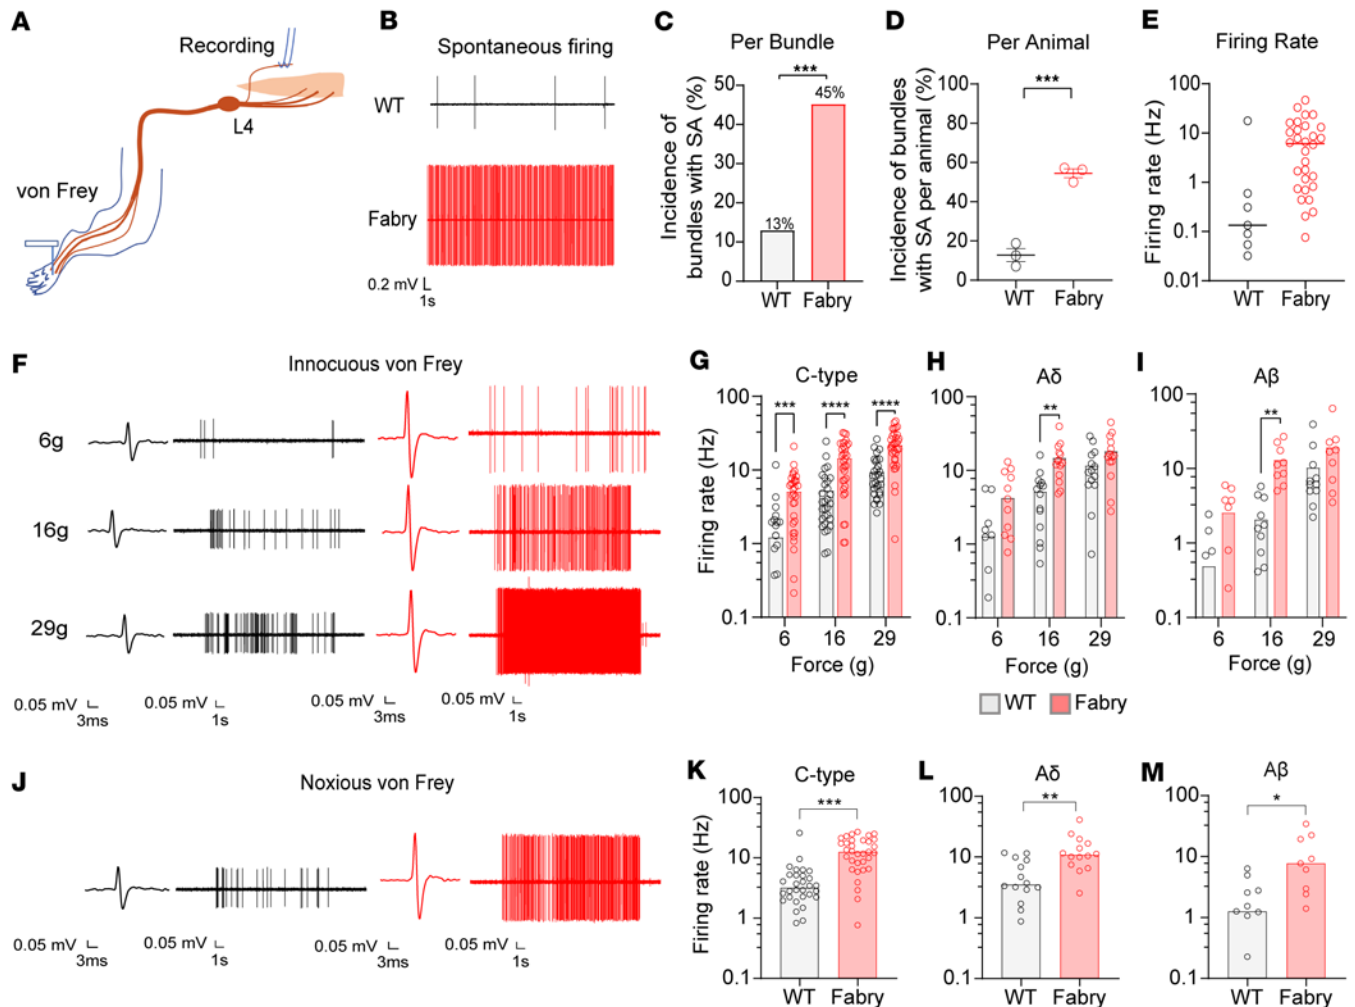 A
Recording
L4
von Frey
B
Spontaneous firing
WT
Fabry
0.2 mV
1s
C
Per Bundle
***
Incidence of
bundles with SA (%)
50
40
30
20
10
0
13%
45%
WT Fabry
D
Per Animal
***
Incidence of bundles
with SA per animal (%)
100
80
60
40
20
0
WT Fabry
E
Firing Rate
Firing rate (Hz)
100
10
1
0.1
0.01
WT Fabry
F
Innocuous von Frey
6g
16g
29g
0.05 mV
3ms
0.05 mV
1s
0.05 mV
3ms
0.05 mV
1s
G
C-type
*** **** ****
Firing rate (Hz)
100
10
1
0.1
6 16 29
Force (g)
H
Aδ
**
100
10
1
0.1
6 16 29
Force (g)
I
Aβ
**
100
10
1
0.1
6 16 29
Force (g)
WT Fabry
J
Noxious von Frey
0.05 mV
3ms
0.05 mV
1s
0.05 mV
3ms
0.05 mV
1s
K
C-type
***
Firing rate (Hz)
100
10
1
0.1
WT Fabry
L
Aδ
**
100
10
1
0.1
WT Fabry
M
Aβ
*
100
10
1
0.1
WT Fabry